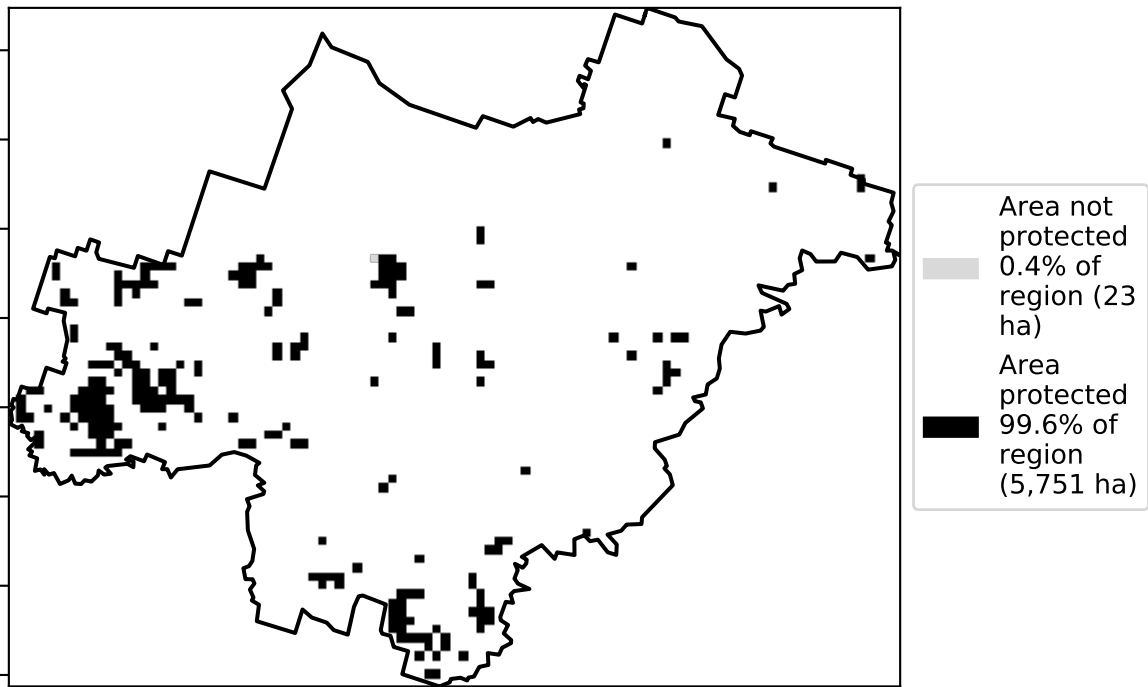 Area not
protected
0.4% of
region (23
ha)
Area
protected
99.6% of
region
(5,751 ha)